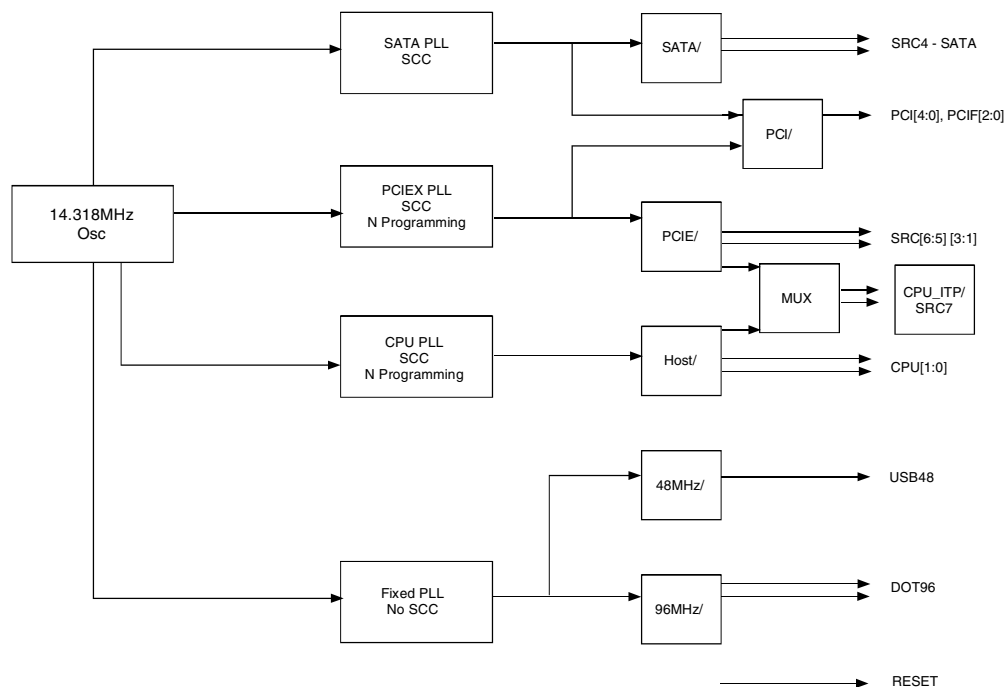 SATA PLL
SCC
SATA/
SRC4 - SATA
PCI/
PCI[4:0], PCIF[2:0]
14.318MHz
Osc
PCIEX PLL
SCC
N Programming
PCIE/
SRC[6:5] [3:1]
MUX
CPU_ITP/
SRC7
CPU PLL
SCC
N Programming
Host/
CPU[1:0]
48MHz/
USB48
Fixed PLL
No SCC
96MHz/
DOT96
RESET